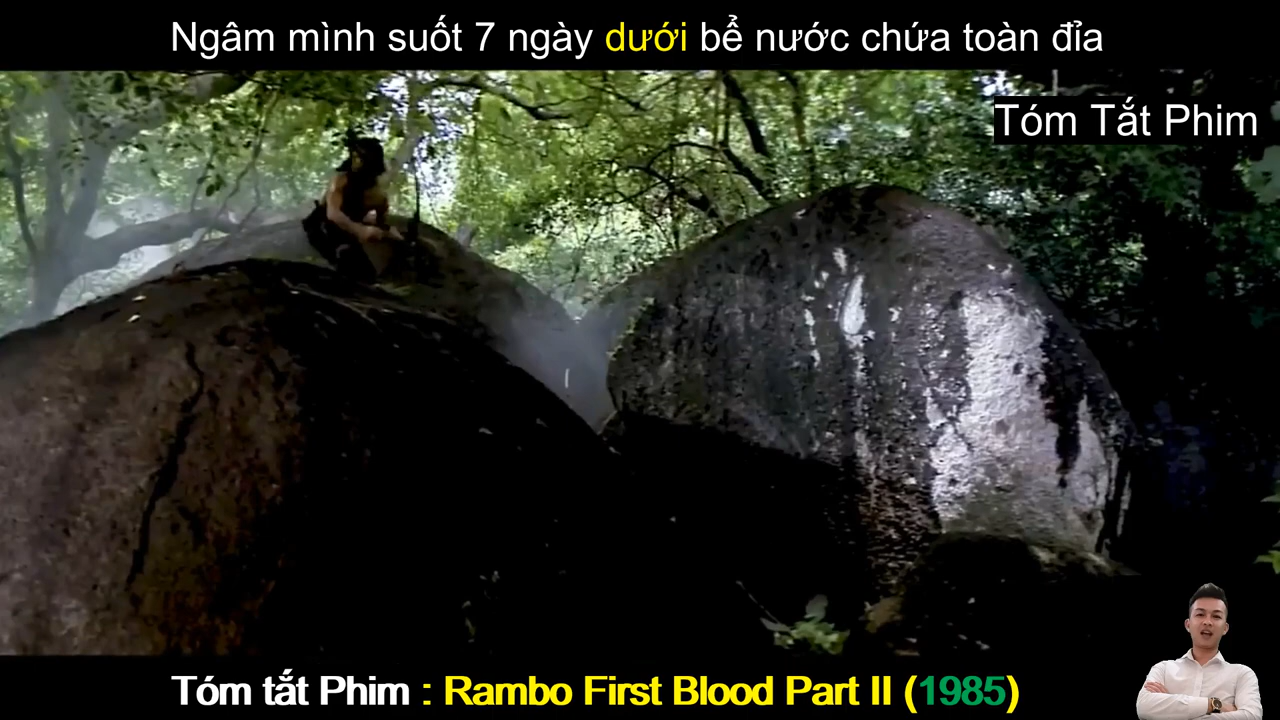 Ngâm mình suốt 7 ngày dưới bể nước chứa toàn đỉa
Tóm Tắt Phim
Tóm tắt Phim : Rambo First Blood Part II (1985)